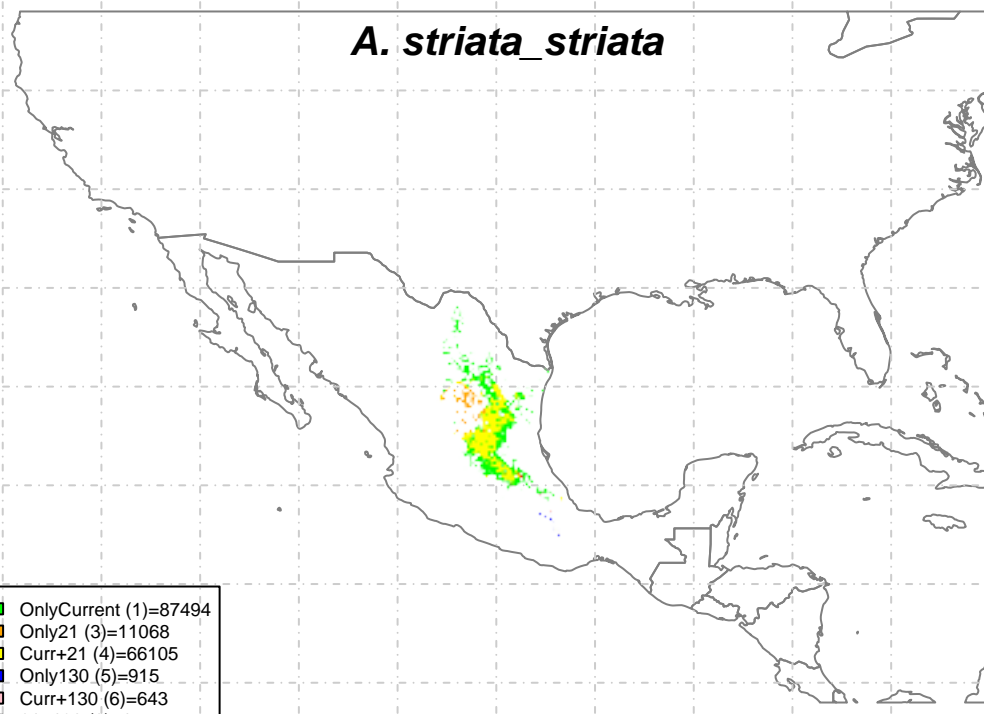 A. striata_striata
OnlyCurrent (1)=87494
Only21 (3)=11068
Curr+21 (4)=66105
Only130 (5)=915
Curr+130 (6)=643